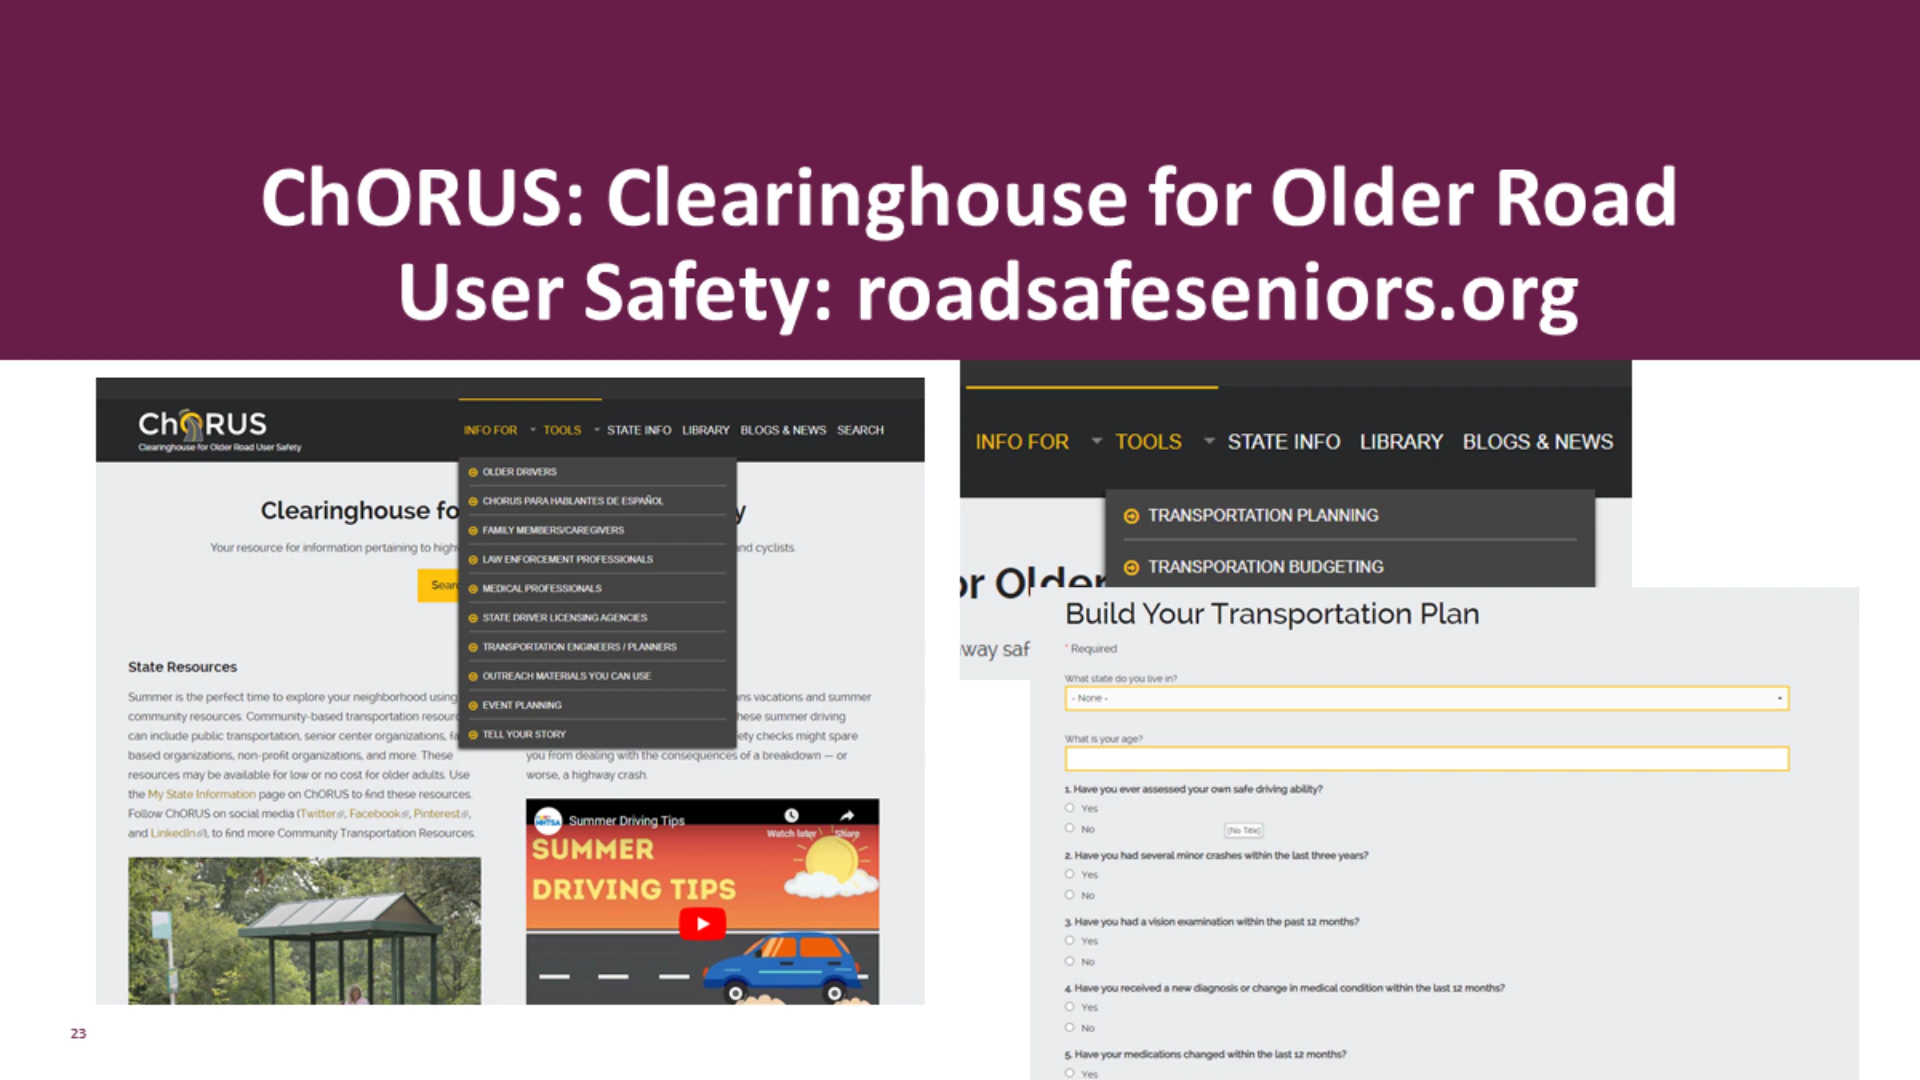 ChORUS: Clearinghouse for Older Road
User Safety: roadsafeseniors.org
ChORUS
Clearinghouse for Older Road User Safety
INFO FOR TOOLS STATE INFO LIBRARY BLOGS & NEWS SEARCH
OLDER DRIVERS
CHORUS PARA HABLANTES DE ESPAÑOL
FAMILY MEMBERS/CAREGIVERS
LAW ENFORCEMENT PROFESSIONALS
MEDICAL PROFESSIONALS
STATE DRIVER LICENSING AGENCIES
TRANSPORTATION ENGINEERS / PLANNERS
OUTREACH MATERIALS YOU CAN USE
EVENT PLANNING
TELL YOUR STORY
Clearinghouse fo
y
Your resource for information pertaining to high
nd cyclists.
Sear
State Resources
Summer is the perfect time to explore your neighborhood using
community resources. Community-based transportation resour
can include public transportation, senior center organizations, fa
based organizations, non-profit organizations, and more. These
resources may be available for low or no cost for older adults. Use
the My State Information page on ChORUS to find these resources.
Follow ChORUS on social media (Twitter, Facebook, Pinterest,
and LinkedIn), to find more Community Transportation Resources.
ns vacations and summer
hese summer driving
ety checks might spare
you from dealing with the consequences of a breakdown — or
worse, a highway crash.
NHTSA
Summer Driving Tips
Watch later Share
SUMMER
DRIVING TIPS
INFO FOR TOOLS STATE INFO LIBRARY BLOGS & NEWS
TRANSPORTATION PLANNING
TRANSPORATION BUDGETING
or Older
way saf
Build Your Transportation Plan
* Required
What state do you live in?
- None -
What is your age?
1. Have you ever assessed your own safe driving ability?
Yes
No
[No Title]
2. Have you had several minor crashes within the last three years?
Yes
No
3. Have you had a vision examination within the past 12 months?
Yes
No
4. Have you received a new diagnosis or change in medical condition within the last 12 months?
Yes
No
5. Have your medications changed within the last 12 months?
Yes
23